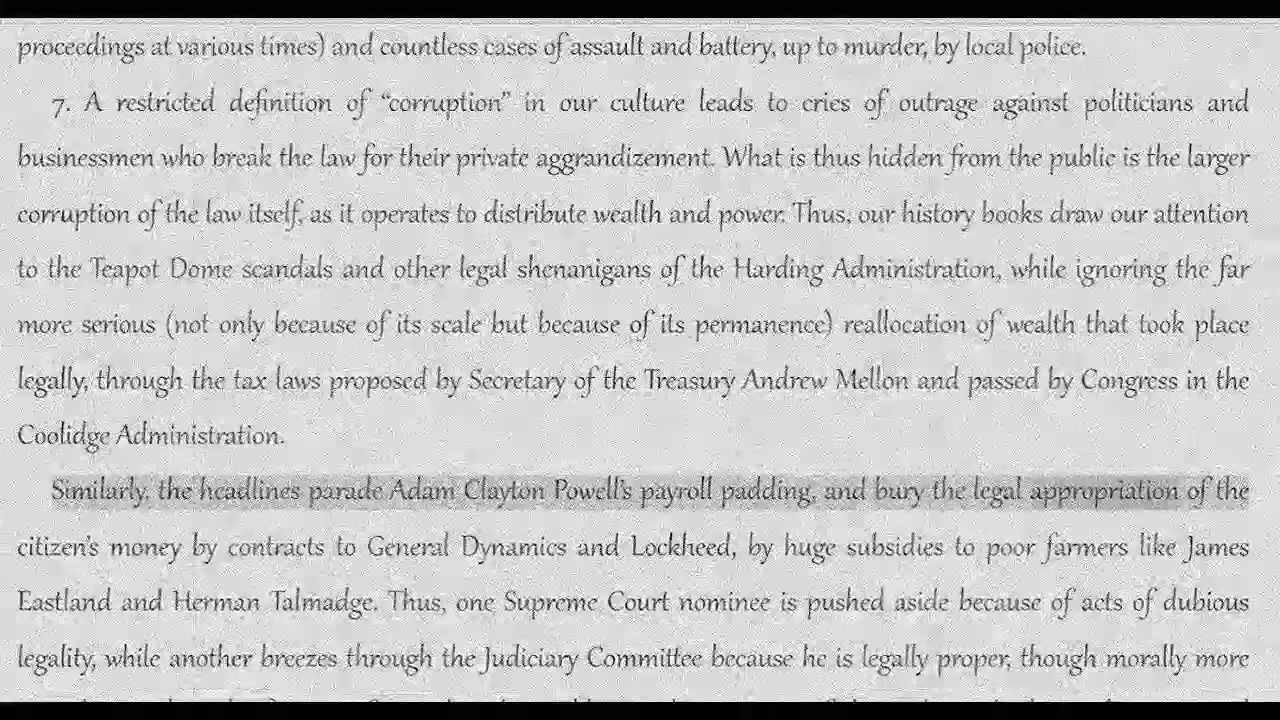 proceedings at various times) and countless cases of assault and battery, up to murder, by local police.
7. A restricted definition of “corruption” in our culture leads to cries of outrage against politicians and
businessmen who break the law for their private aggrandizement. What is thus hidden from the public is the larger
corruption of the law itself, as it operates to distribute wealth and power. Thus, our history books draw our attention
to the Teapot Dome scandals and other legal shenanigans of the Harding Administration, while ignoring the far
more serious (not only because of its scale but because of its permanence) reallocation of wealth that took place
legally, through the tax laws proposed by Secretary of the Treasury Andrew Mellon and passed by Congress in the
Coolidge Administration.
Similarly, the headlines parade Adam Clayton Powell’s payroll padding, and bury the legal appropriation of the
citizen’s money by contracts to General Dynamics and Lockheed, by huge subsidies to poor farmers like James
Eastland and Herman Talmadge. Thus, one Supreme Court nominee is pushed aside because of acts of dubious
legality, while another breezes through the Judiciary Committee because he is legally proper, though morally more